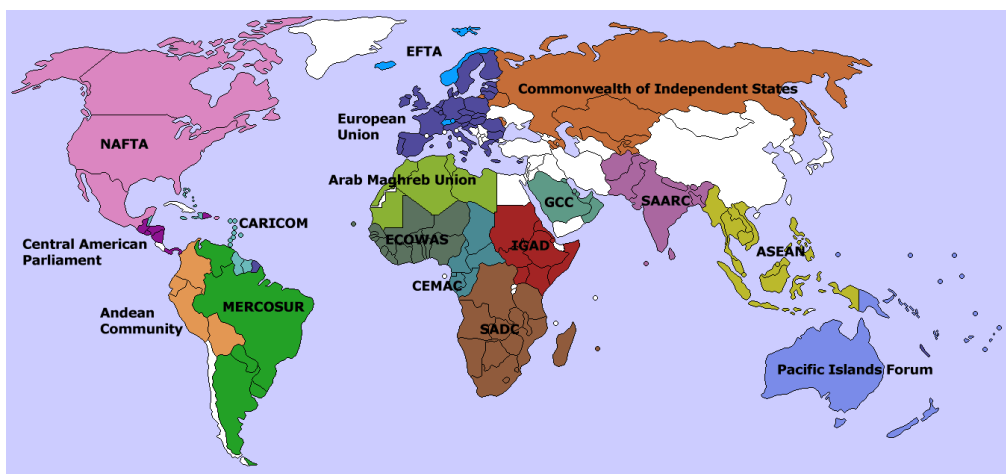 EFTA
Commonwealth of Independent States
European
Union
NAFTA
Arab Maghreb Union
GCC
SAARC
CARICOM
ECOWAS
IGAD
ASEAN
Central American
Parliament
CEMAC
MERCOSUR
Andean
Community
SADC
Pacific Islands Forum